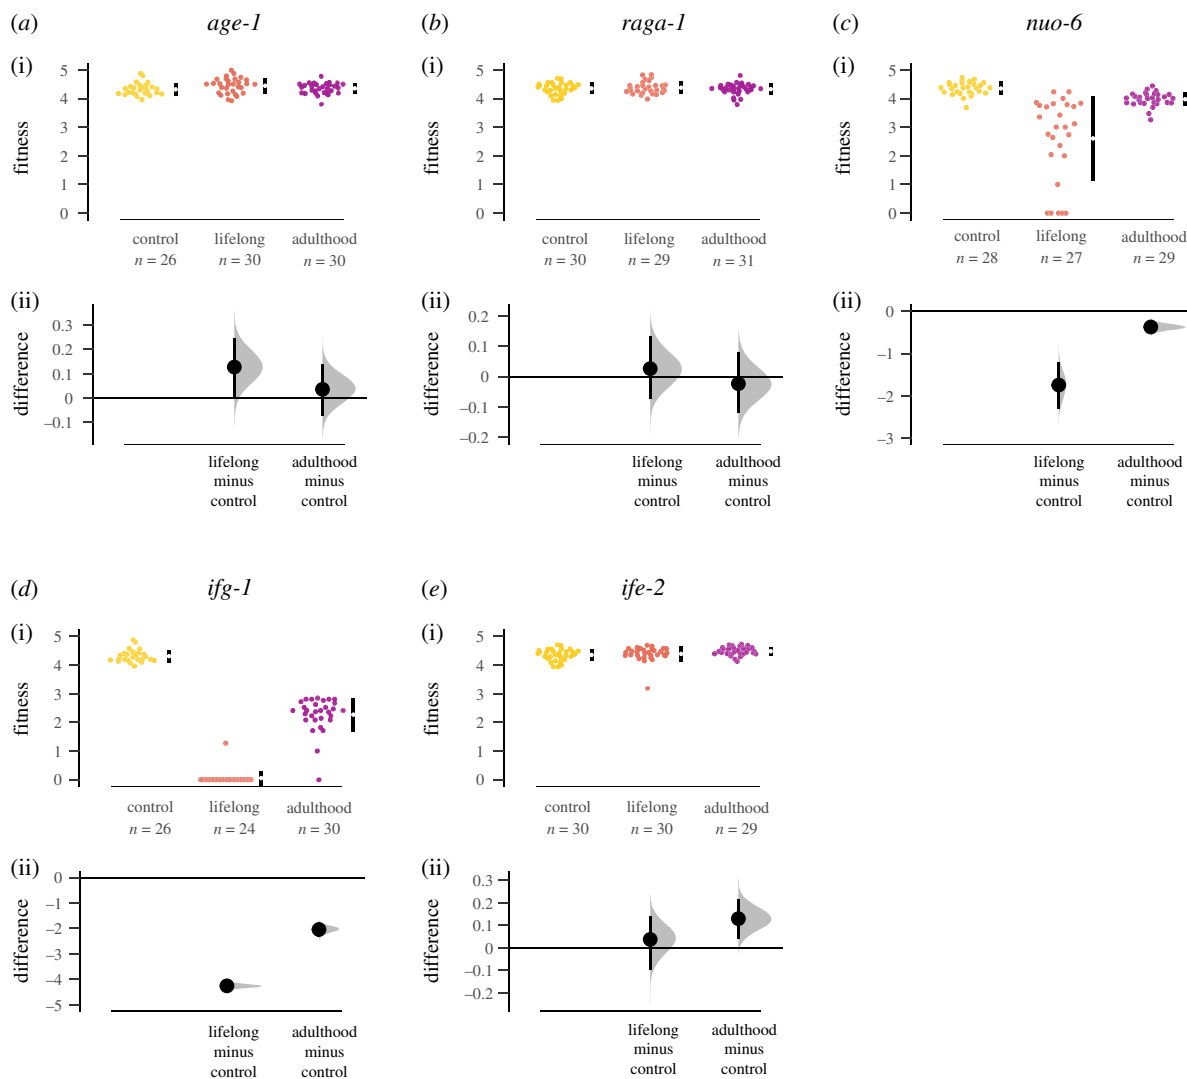 (a) age-1
(i)
5
4
3
2
1
0
fitness
control lifelong adulthood
n = 26 n = 30 n = 30
(ii)
0.3
0.2
0.1
0
–0.1
difference
lifelong adulthood
minus minus
control control
(b) raga-1
(i)
5
4
3
2
1
0
fitness
control lifelong adulthood
n = 30 n = 29 n = 31
(ii)
0.2
0.1
0
–0.1
–0.2
difference
lifelong adulthood
minus minus
control control
(c) nuo-6
(i)
5
4
3
2
1
0
fitness
control lifelong adulthood
n = 28 n = 27 n = 29
(ii)
0
–1
–2
–3
difference
lifelong adulthood
minus minus
control control
(d) ifg-1
(i)
5
4
3
2
1
0
fitness
control lifelong adulthood
n = 26 n = 24 n = 30
(ii)
0
–1
–2
–3
–4
–5
difference
lifelong adulthood
minus minus
control control
(e) ife-2
(i)
5
4
3
2
1
0
fitness
control lifelong adulthood
n = 30 n = 30 n = 29
(ii)
0.3
0.2
0.1
0
–0.1
–0.2
difference
lifelong adulthood
minus minus
control control